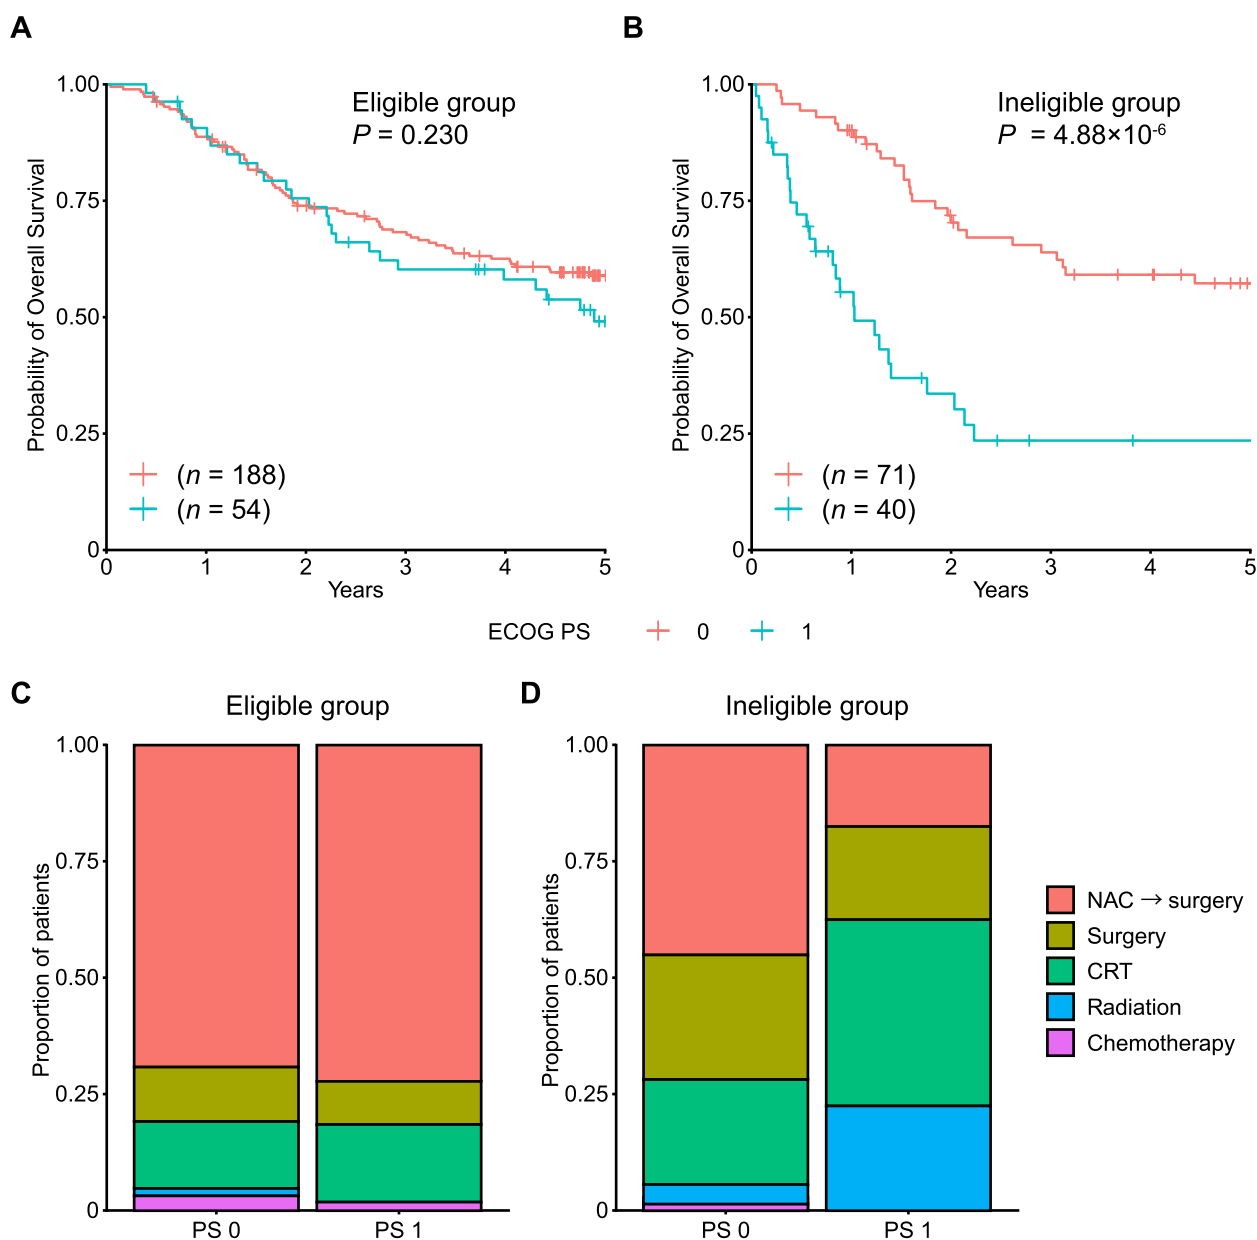 A
Probability of Overall Survival
1.00
0.75
0.50
0.25
0
Eligible group
P = 0.230
(n = 188)
(n = 54)
0 1 2 3 4 5
Years
B
Probability of Overall Survival
1.00
0.75
0.50
0.25
0
Ineligible group
P = 4.88×10-6
(n = 71)
(n = 40)
0 1 2 3 4 5
Years
ECOG PS 0 1
C
Eligible group
Proportion of patients
1.00
0.75
0.50
0.25
0
PS 0 PS 1
D
Ineligible group
Proportion of patients
1.00
0.75
0.50
0.25
0
PS 0 PS 1
NAC → surgery
Surgery
CRT
Radiation
Chemotherapy